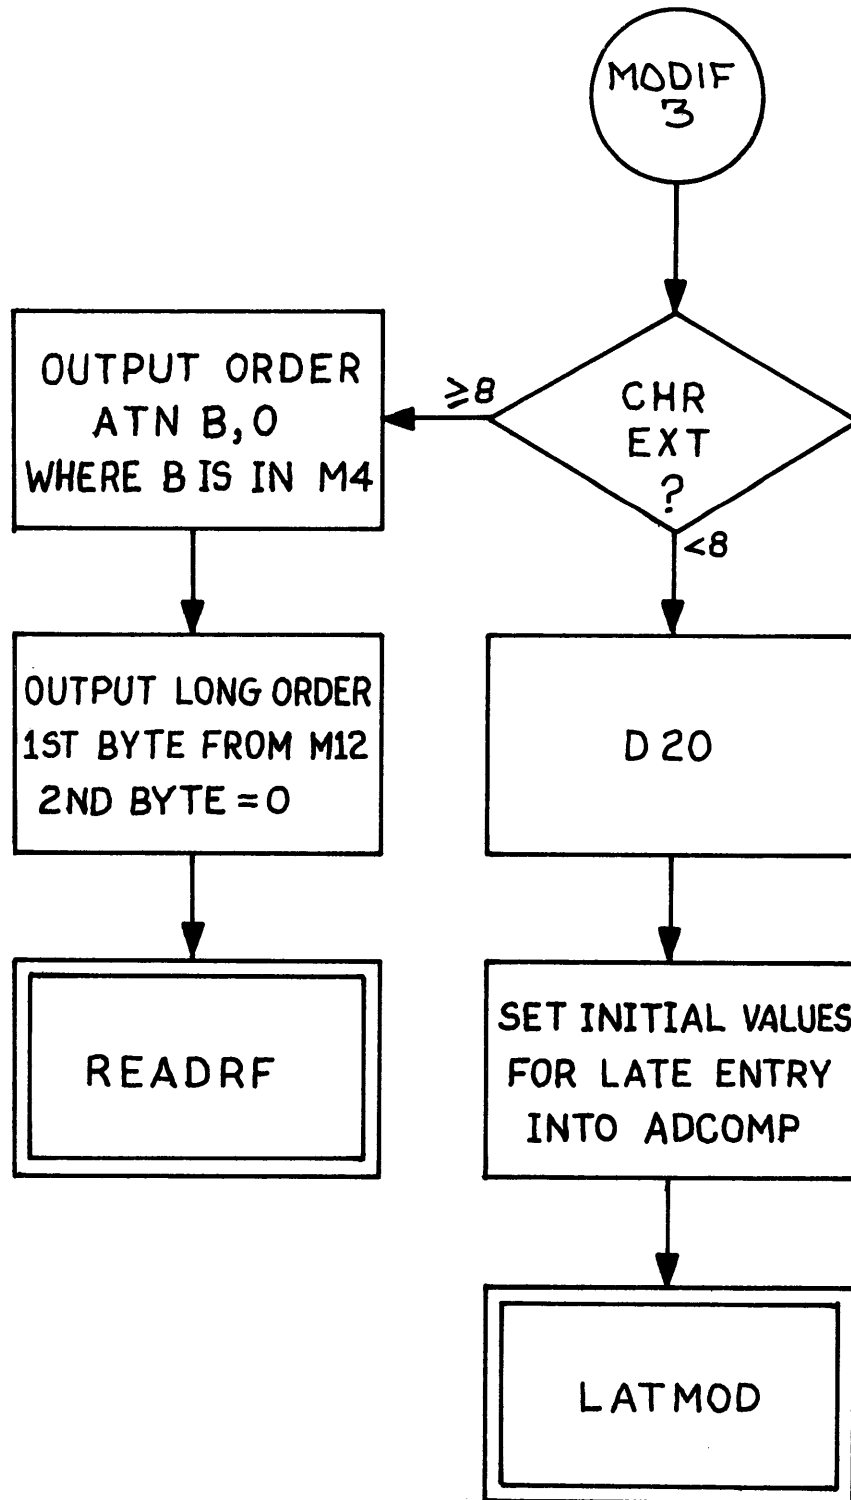 MODIF
3
CHR
EXT
?
≥8
<8
OUTPUT ORDER
ATN B,0
WHERE B IS IN M4
OUTPUT LONG ORDER
1ST BYTE FROM M12
2ND BYTE = 0
READRF
D20
SET INITIAL VALUES
FOR LATE ENTRY
INTO ADCOMP
LATMOD